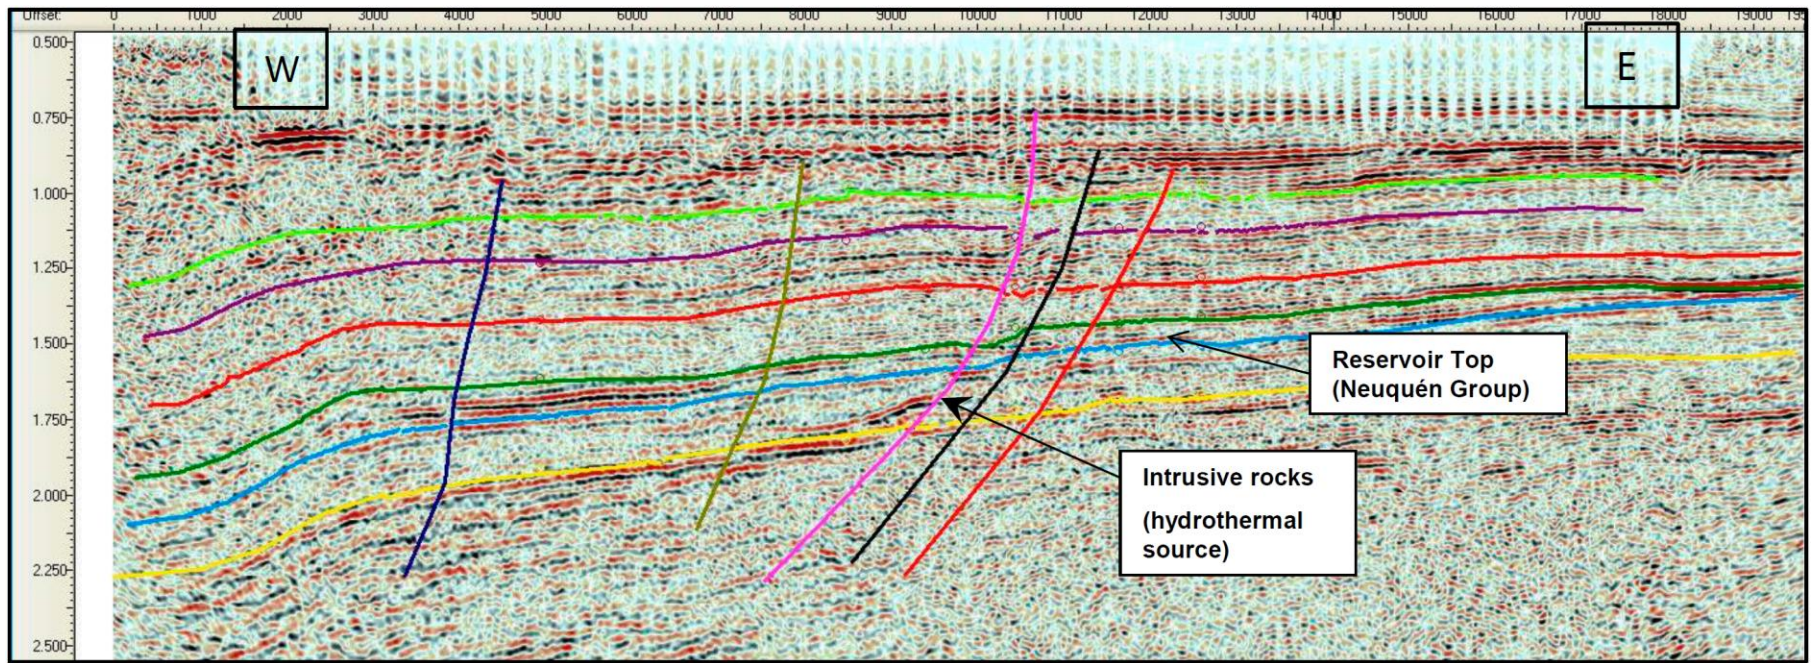 Offset: 0 1000 2000 3000 4000 5000 6000 7000 8000 9000 10000 11000 12000 13000 14000 15000 16000 17000 18000 19000
0.500
W
E
0.750
1.000
1.250
1.500
Reservoir Top
(Neuquén Group)
1.750
Intrusive rocks
2.000
(hydrothermal
source)
2.250
2.500